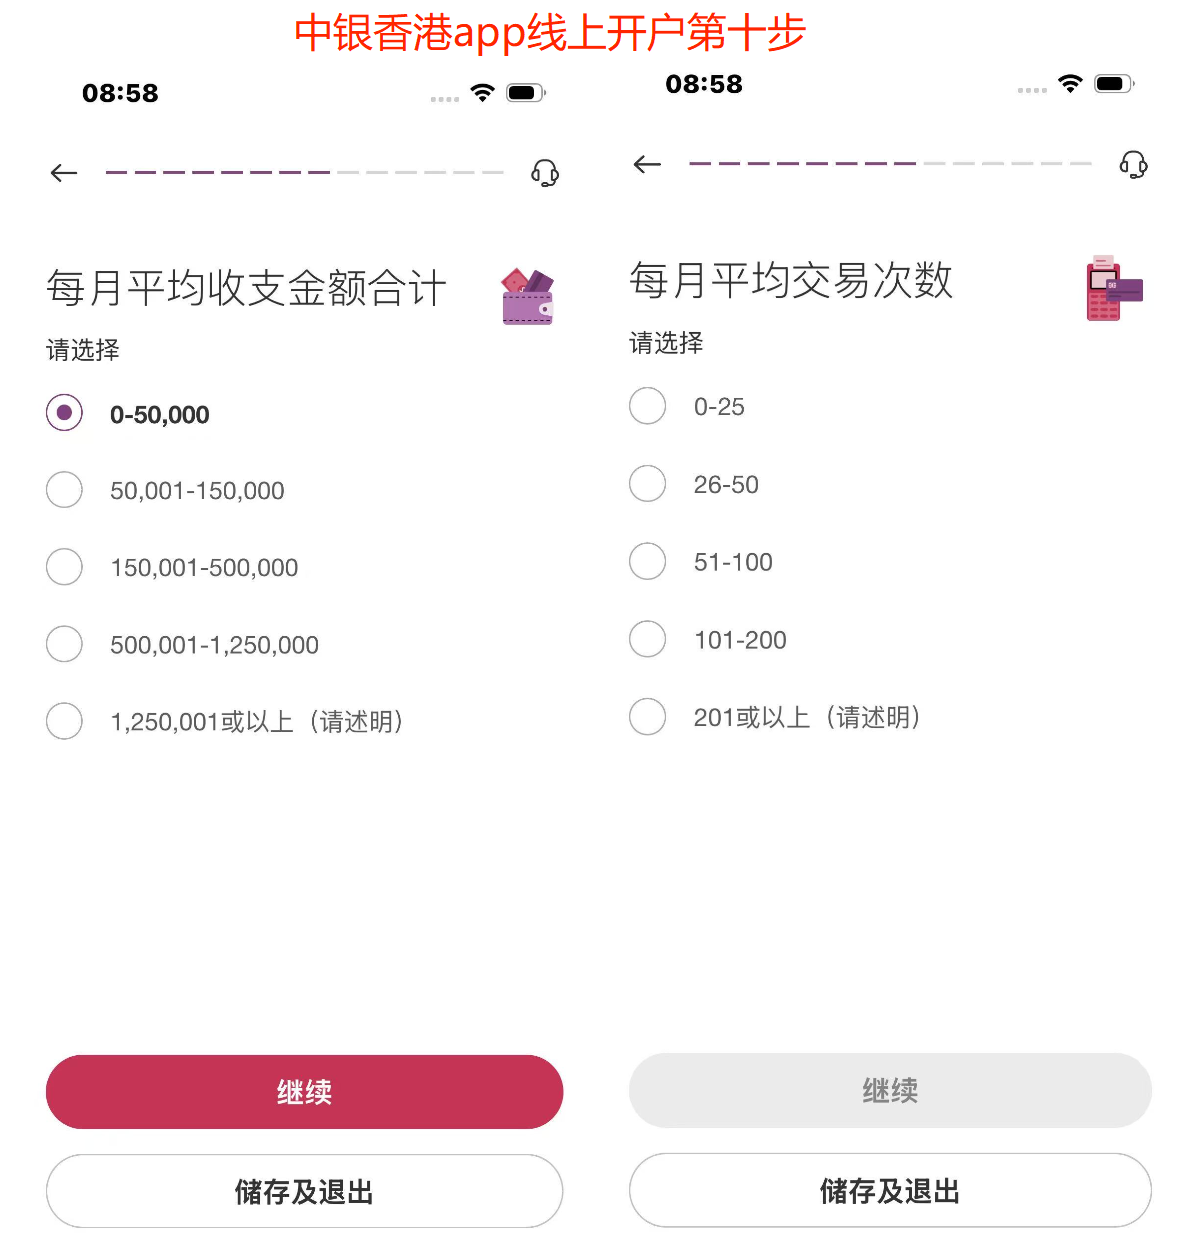 中银香港app线上开户第十步
08:58
每月平均收支金额合计
请选择
0-50,000
50,001-150,000
150,001-500,000
500,001-1,250,000
1,250,001或以上（请述明）
继续
储存及退出
08:58
每月平均交易次数
请选择
0-25
26-50
51-100
101-200
201或以上（请述明）
继续
储存及退出